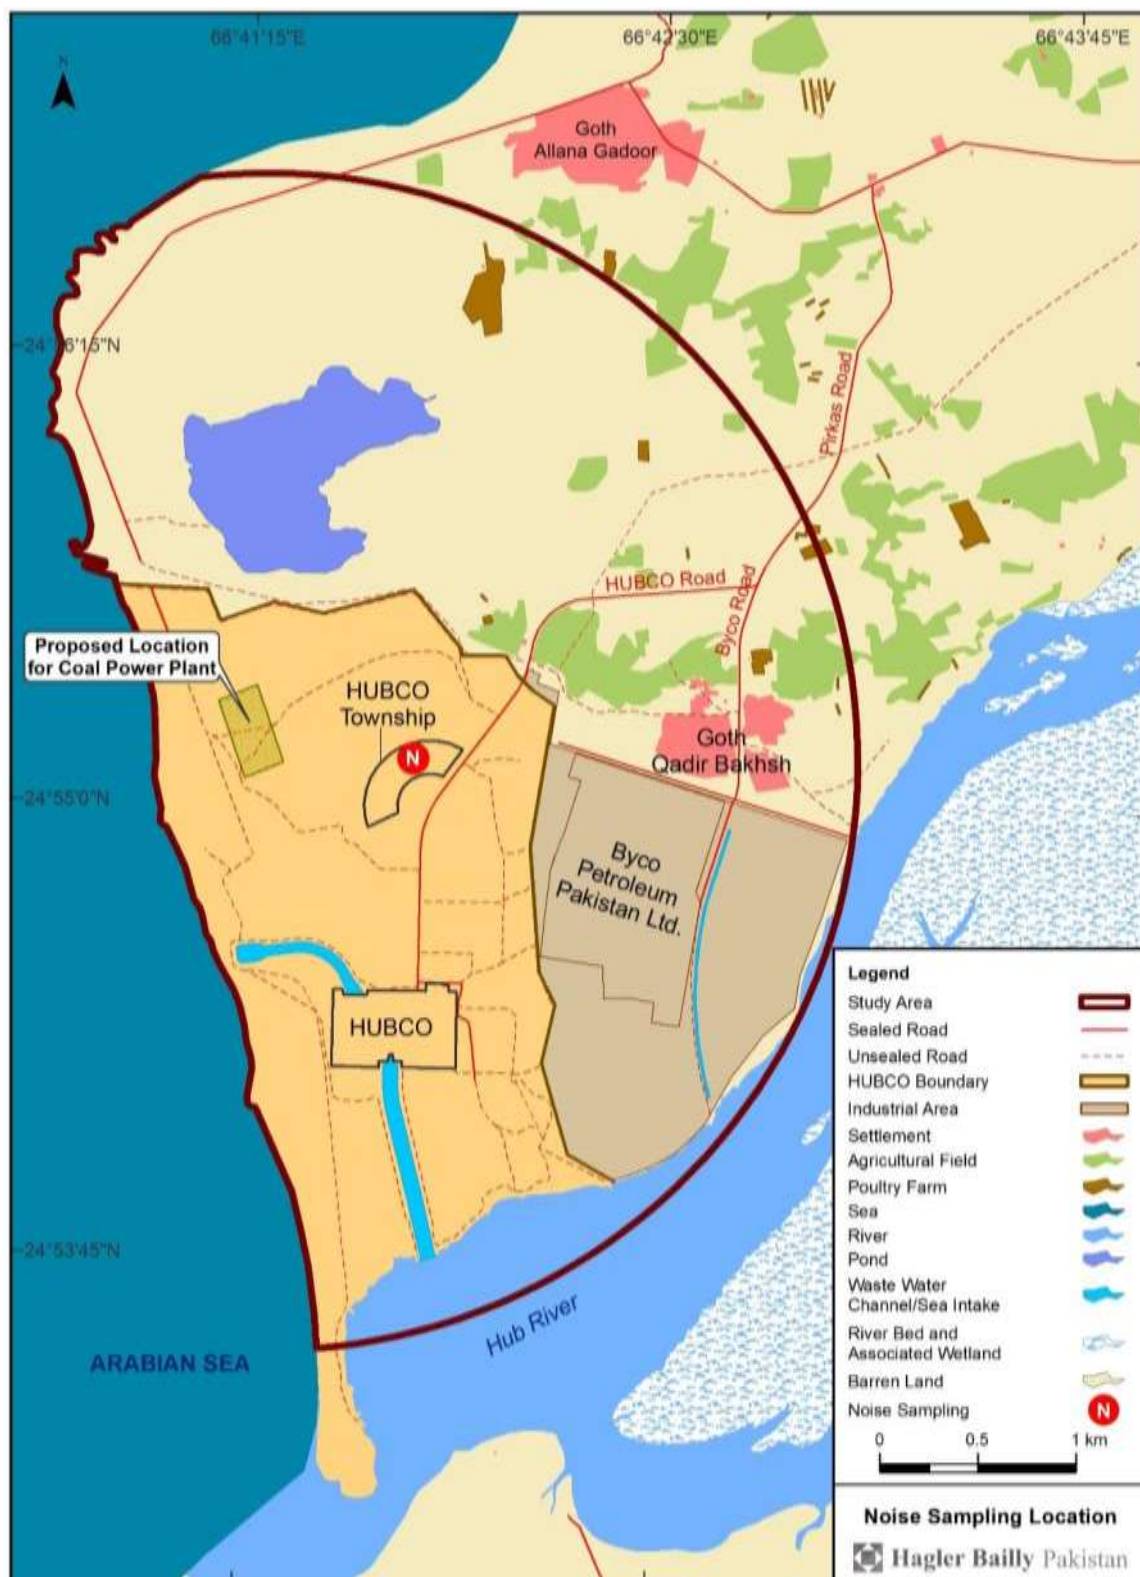 66°41'15"E
66°42'30"E
66°43'45"E
N
Goth
Allana Gadoor
24°56'15"N
Pirkas Road
HUBCO Road
Byco Road
Proposed Location
for Coal Power Plant
HUBCO
Township
N
Goth
Qadir Bakhsh
24°55'0"N
Byco
Petroleum
Pakistan Ltd.
HUBCO
24°53'45"N
Hub River
ARABIAN SEA
Legend
Study Area
Sealed Road
Unsealed Road
HUBCO Boundary
Industrial Area
Settlement
Agricultural Field
Poultry Farm
Sea
River
Pond
Waste Water
Channel/Sea Intake
River Bed and
Associated Wetland
Barren Land
Noise Sampling
N
0 0.5 1 km
Noise Sampling Location
Hagler Bailly Pakistan